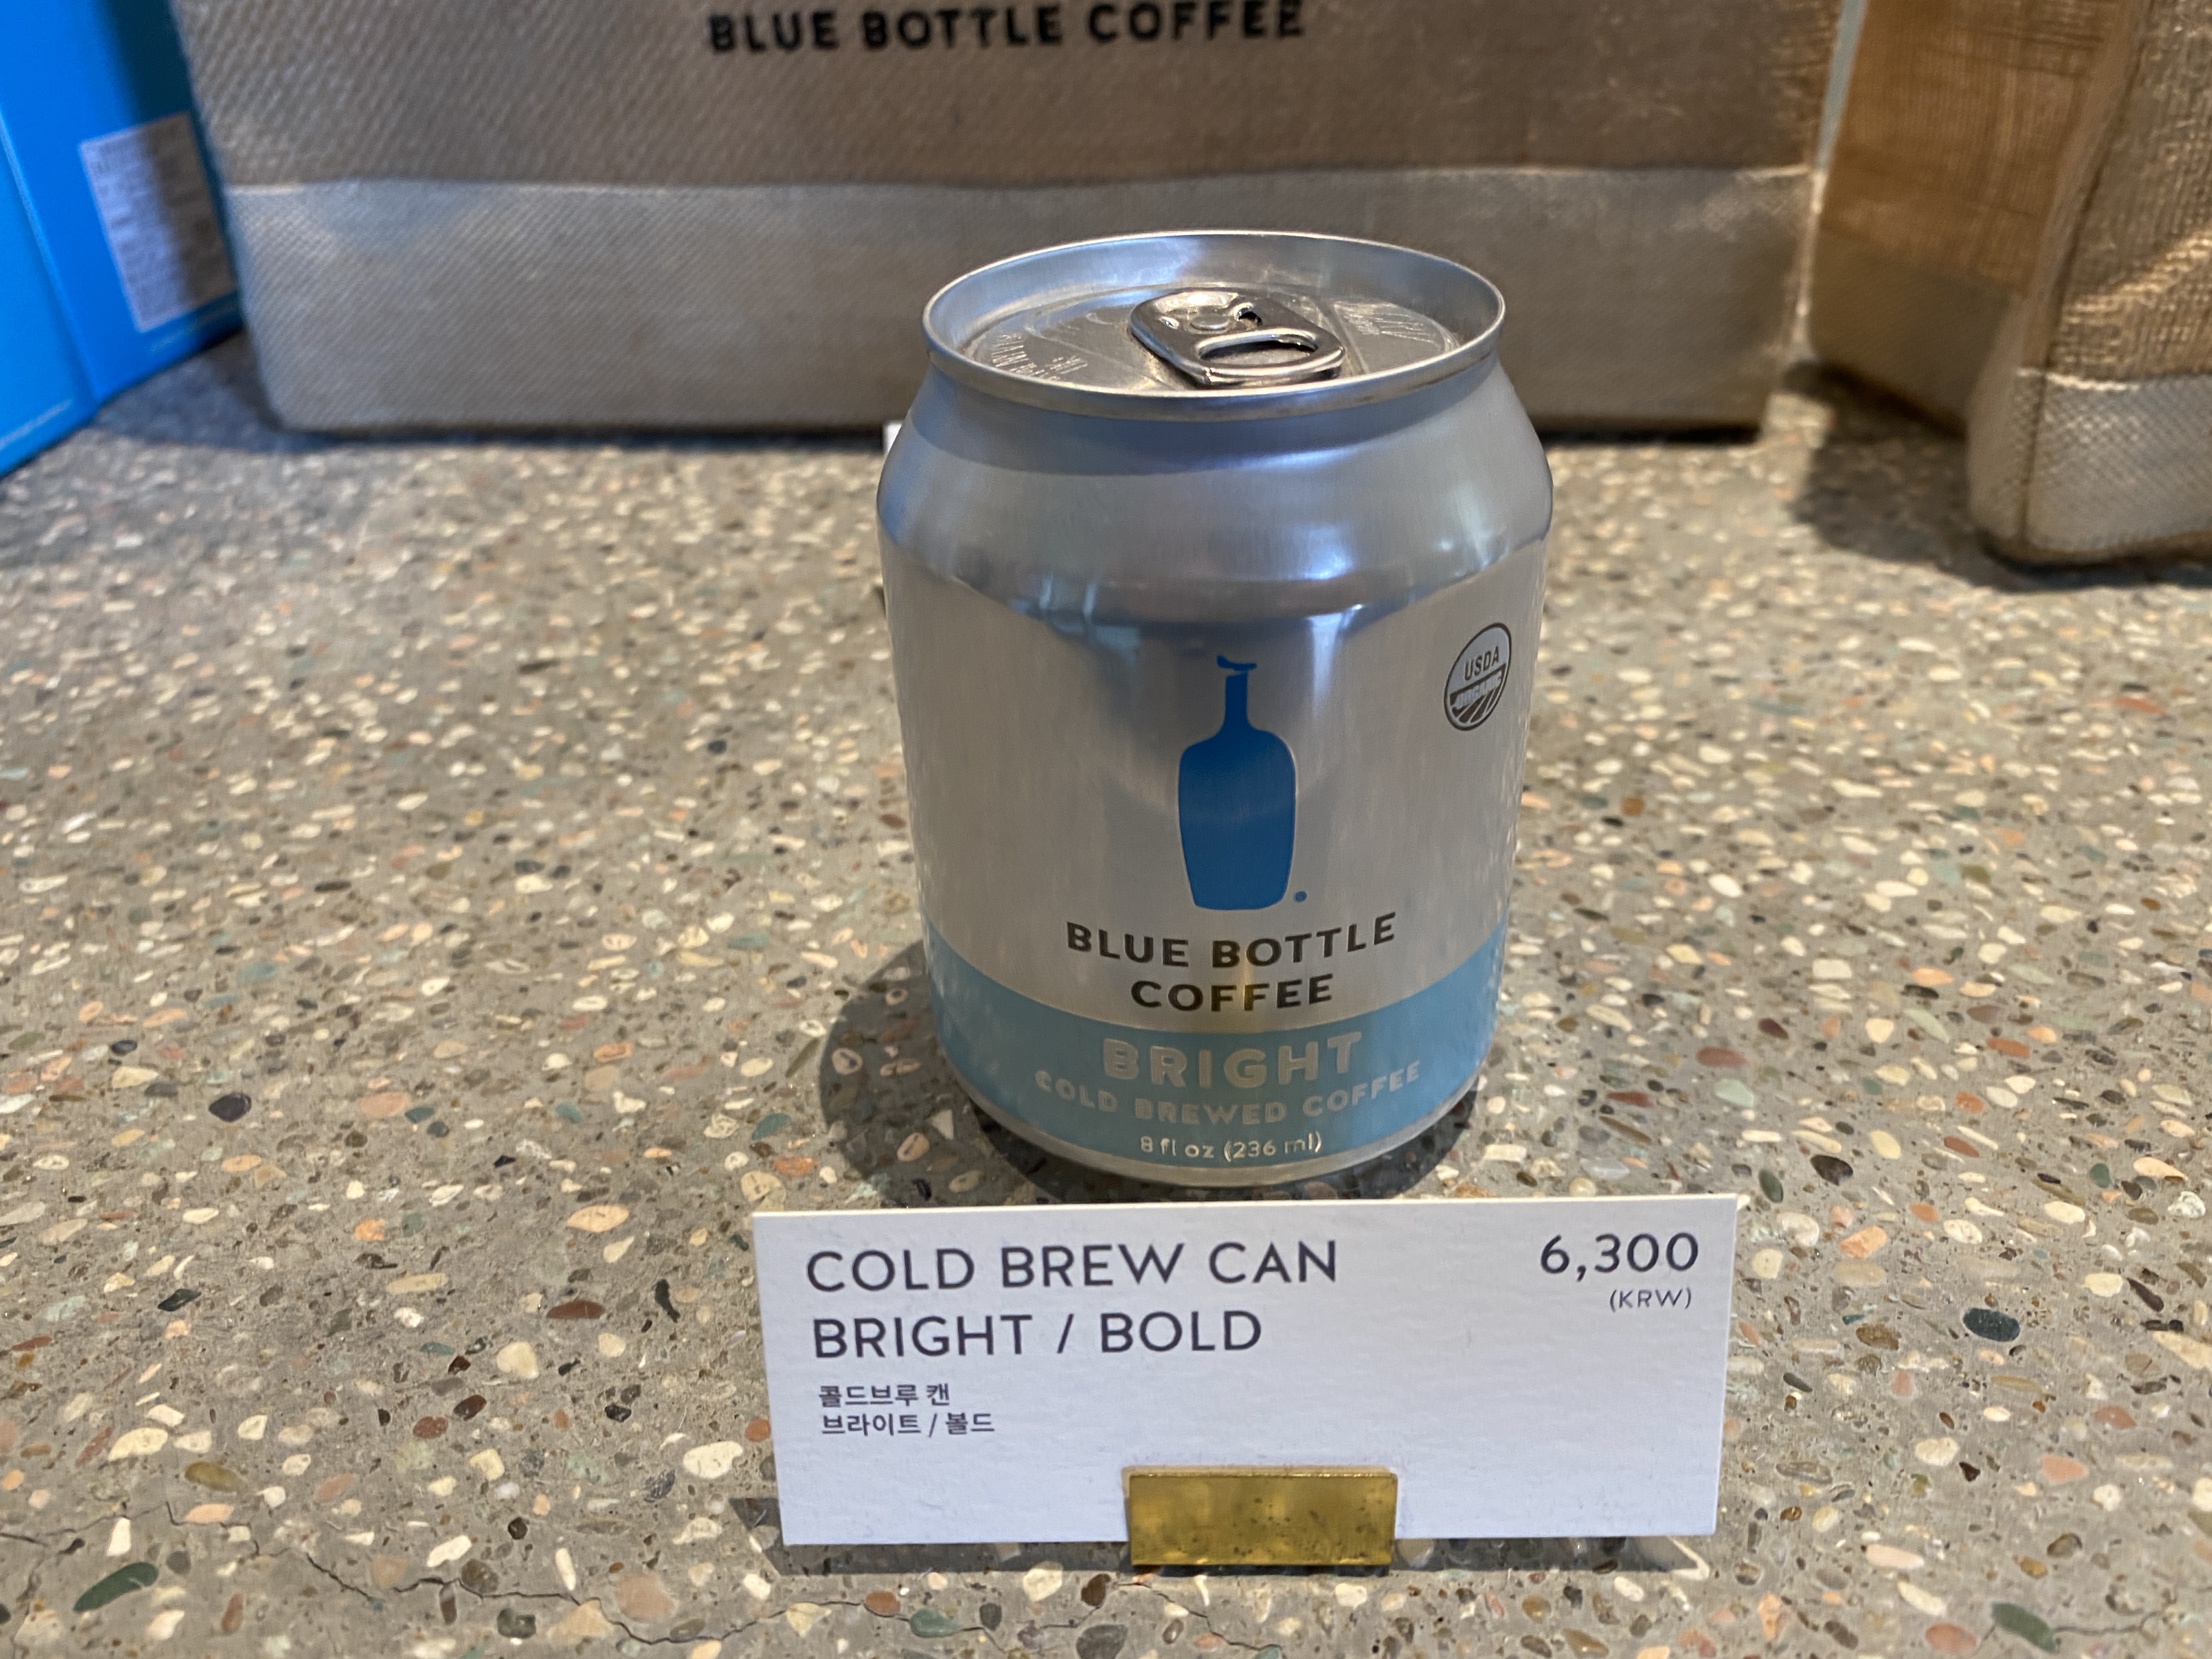 BLUE BOTTLE COFFEE
USDA
ORGANIC
BLUE BOTTLE
COFFEE
BRIGHT
COLD BREWED COFFEE
8 fl oz (236 ml)
COLD BREW CAN
BRIGHT / BOLD
6,300
(KRW)
콜드브루 캔
브라이트 / 볼드